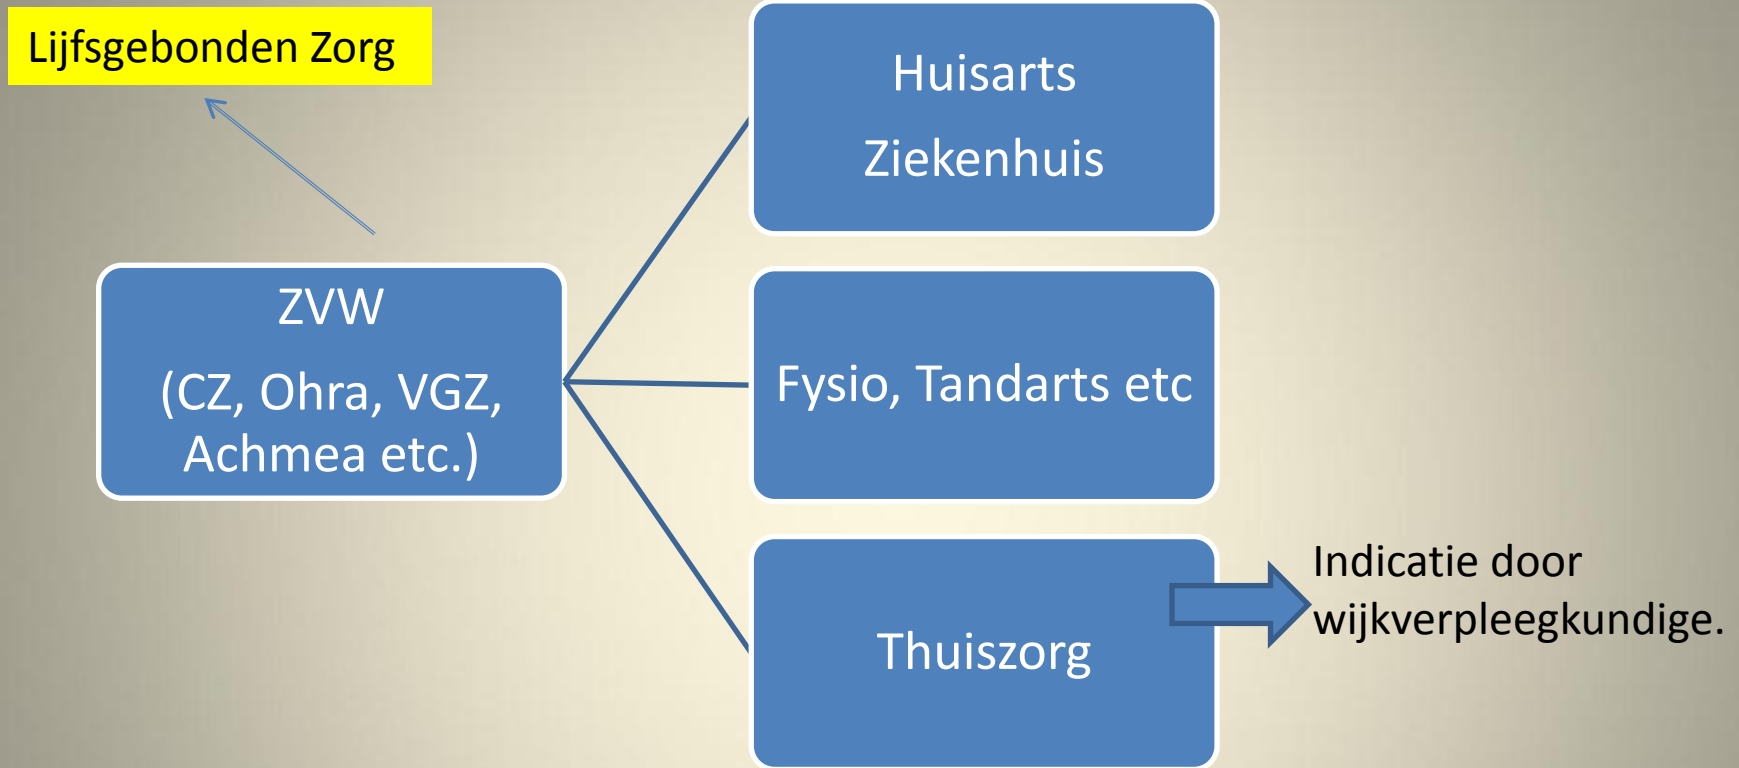 Lijfsgebonden Zorg
Huisarts
Ziekenhuis
ZVW
(CZ, Ohra, VGZ,
Achmea etc.)
Fysio, Tandarts etc
Thuiszorg
Indicatie door
wijkverpleegkundige.